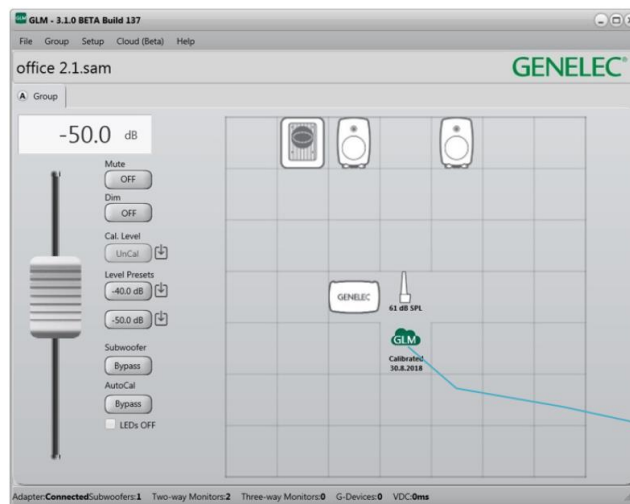 GLM - 3.1.0 BETA Build 137
File Group Setup Cloud (Beta) Help
office 2.1.sam
GENELEC®
A Group
-50.0 dB
Mute
OFF
Dim
OFF
Cal. Level
UnCal
Level Presets
-40.0 dB
-50.0 dB
Subwoofer
Bypass
AutoCal
Bypass
LEDs OFF
GENELEC
61 dB SPL
GLM
Calibrated
30.8.2018
Adapter:Connected Subwoofers:1 Two-way Monitors:2 Three-way Monitors:0 G-Devices:0 VDC:0ms